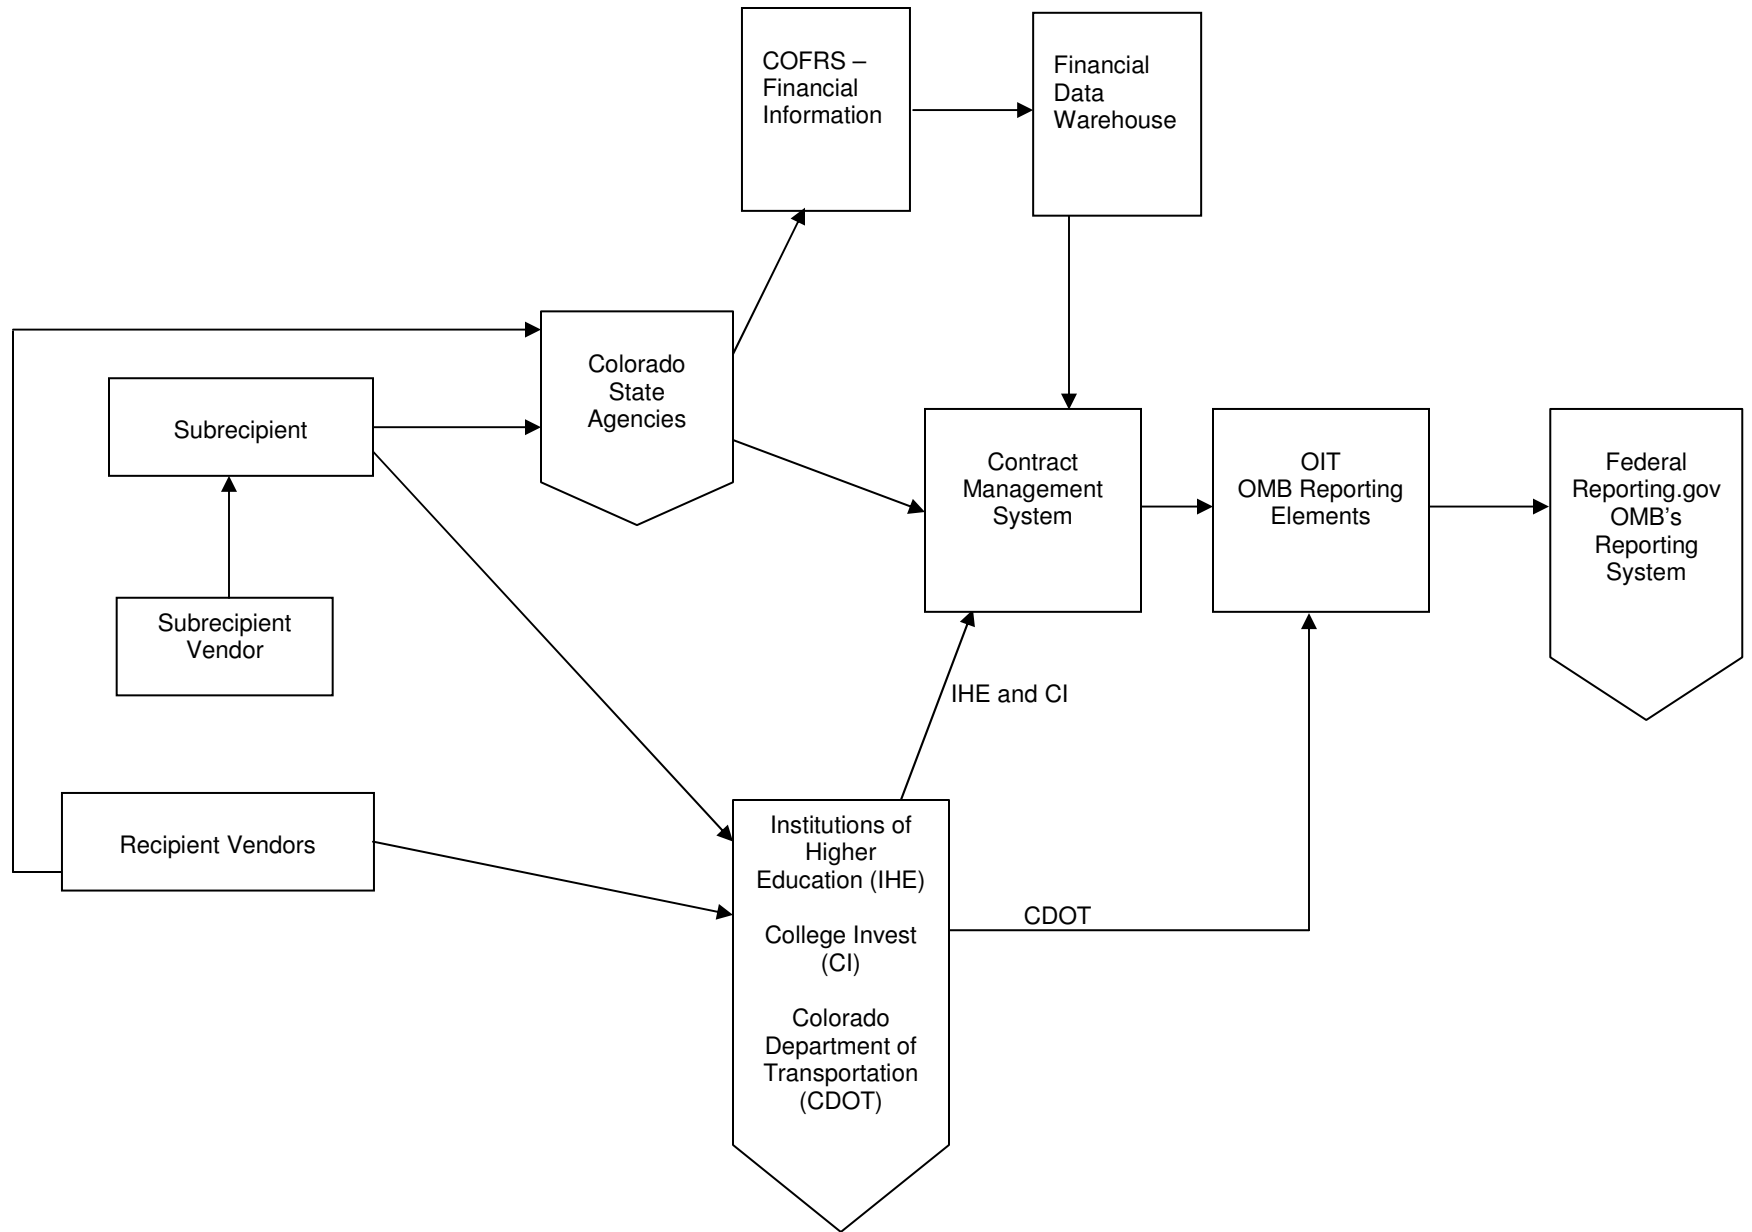 COFRS –
Financial
Information
Financial
Data
Warehouse
Colorado
State
Agencies
Subrecipient
Contract
Management
System
OIT
OMB Reporting
Elements
Federal
Reporting.gov
OMB’s
Reporting
System
Subrecipient
Vendor
IHE and CI
Recipient Vendors
Institutions of
Higher
Education (IHE)
College Invest
(CI)
Colorado
Department of
Transportation
(CDOT)
CDOT